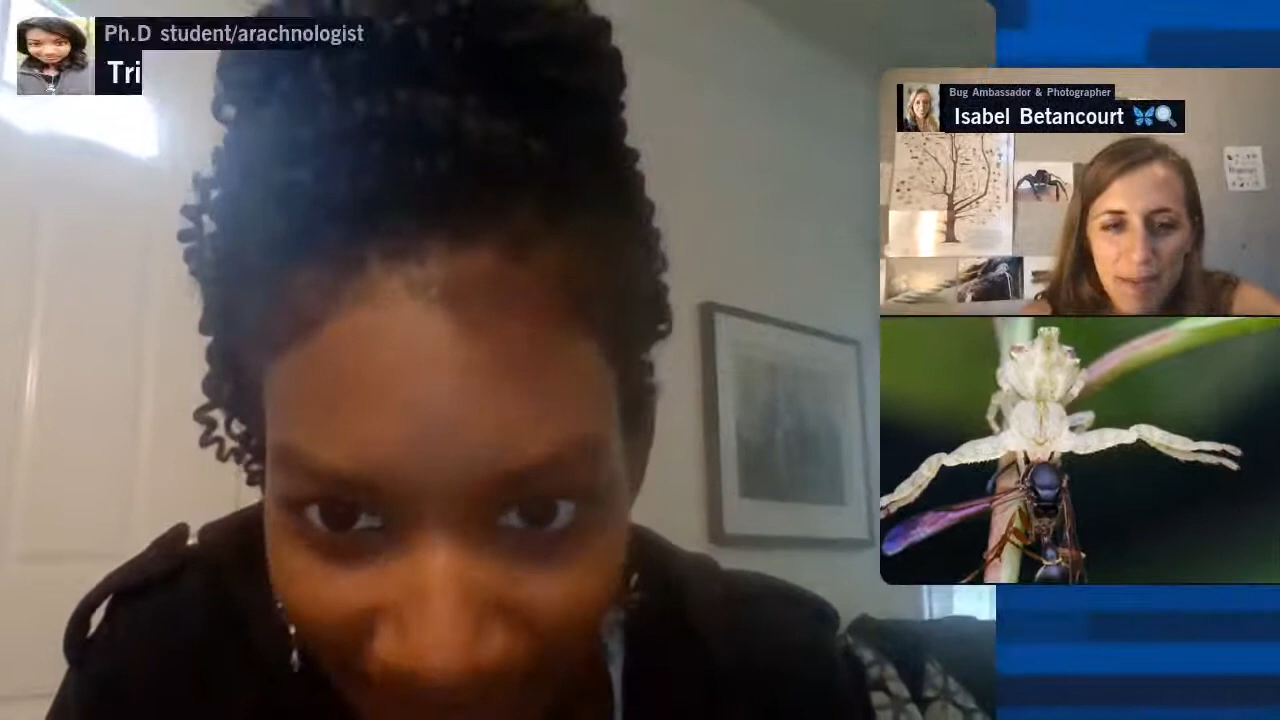 Ph.D student/arachnologist
Tri
Bug Ambassador & Photographer
Isabel Betancourt 🦋🔍